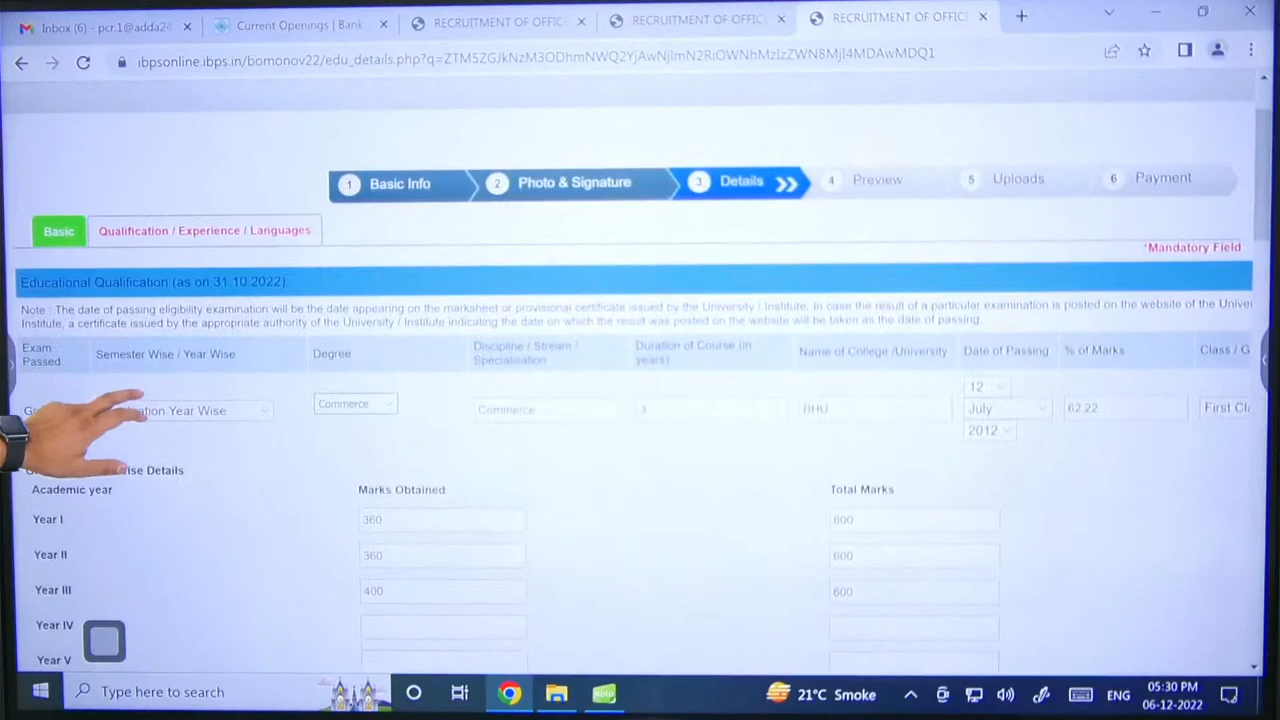 Inbox (6) - pcr.1@adda24
Current Openings | Bank
RECRUITMENT OF OFFIC
RECRUITMENT OF OFFIC
RECRUITMENT OF OFFICE
Basic Info
1
2 Photo & Signature
3 Details
4 Preview
5 Uploads
6 Payment
Basic
Qualification / Experience / Languages
*Mandatory Field
Educational Qualification (as on 31.10.2022):
Note : The date of passing eligibility examination will be the date appearing on the marksheet or provisional certificate issued by the University / Institute. In case the result of a particular examination is posted on the website of the Univer
Institute, a certificate issued by the appropriate authority of the University / Institute indicating the date on which the result was posted on the website will be taken as the date of passing.
Exam Passed
Semester Wise / Year Wise
Degree
Discipline / Stream / Specialisation
Duration of Course (in years)
Name of College /University
Date of Passing
% of Marks
Class / G
Year Wise
Commerce
Commerce
3
BHU
12
July
2012
62.22
First Cl
Details
Academic year
Marks Obtained
Total Marks
Year I
360
600
Year II
360
600
Year III
400
600
Year IV
Year V
Type here to search
21°C Smoke
ENG
05:30 PM
06-12-2022